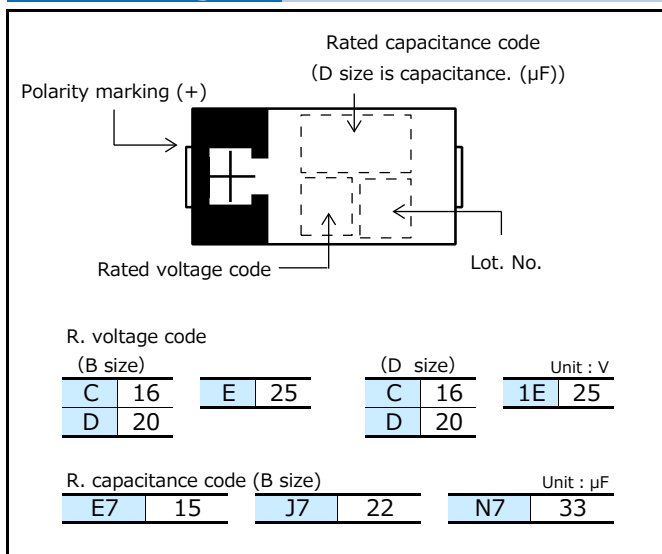 Rated capacitance code
(D size is capacitance. (μF))
Polarity marking (+)
Rated voltage code
Lot. No.
R. voltage code
(B size)
(D size)
Unit : V
C 16 E 25 C 16 1E 25
D 20 D 20
R. capacitance code (B size)
Unit : μF
E7 15 J7 22 N7 33